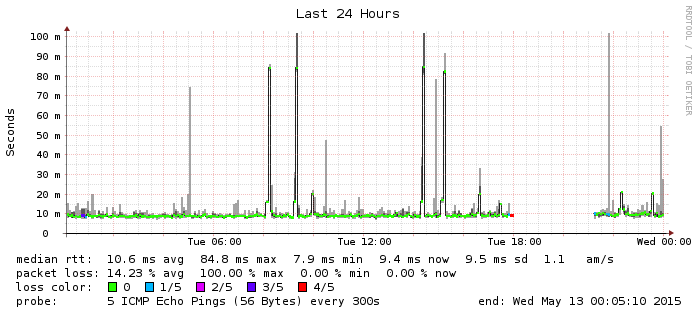 Last 24 Hours
RRDTOOL / TOBI OETIKER
Seconds
100 m
90 m
80 m
70 m
60 m
50 m
40 m
30 m
20 m
10 m
0
Tue 06:00 Tue 12:00 Tue 18:00 Wed 00:00
median rtt: 10.6 ms avg 84.8 ms max 7.9 ms min 9.4 ms now 9.5 ms sd 1.1 am/s
packet loss: 14.23 % avg 100.00 % max 0.00 % min 0.00 % now
loss color: 0 1/5 2/5 3/5 4/5
probe: 5 ICMP Echo Pings (56 Bytes) every 300s end: Wed May 13 00:05:10 2015